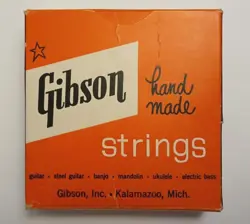 Gibson
hand
made
strings
guitar • steel guitar • banjo • mandolin • ukulele • electric bass
Gibson, Inc. • Kalamazoo, Mich.